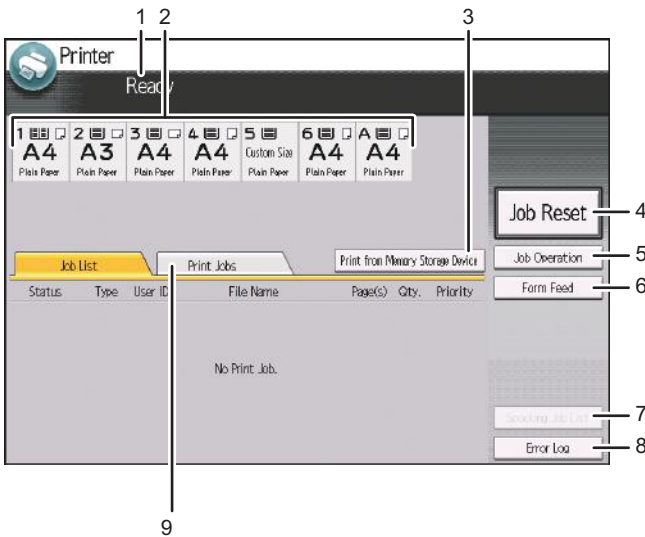 1 2 3
Printer
Ready
1 2 3 4 5 6 A
A4 A3 A4 A4 Custom Size A4 A4
Plain Paper Plain Paper Plain Paper Plain Paper Plain Paper Plain Paper Plain Paper
Job Reset 4
Job List Print Jobs Print from Memory Storage Device Job Operation 5
Status Type User ID File Name Page(s) Qty. Priority Form Feed 6
No Print Job.
Spooling Job List 7
Error Log 8
9